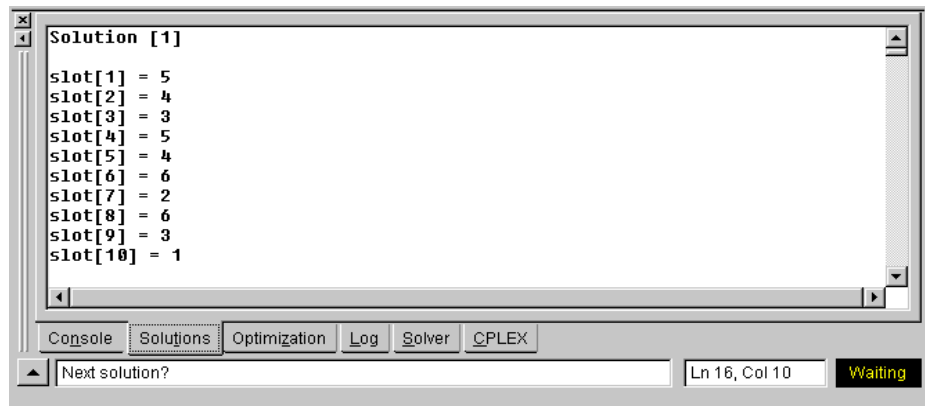 Solution [1]
slot[1] = 5
slot[2] = 4
slot[3] = 3
slot[4] = 5
slot[5] = 4
slot[6] = 6
slot[7] = 2
slot[8] = 6
slot[9] = 3
slot[10] = 1
Console Solutions Optimization Log Solver CPLEX
Next solution? Ln 16, Col 10 Waiting